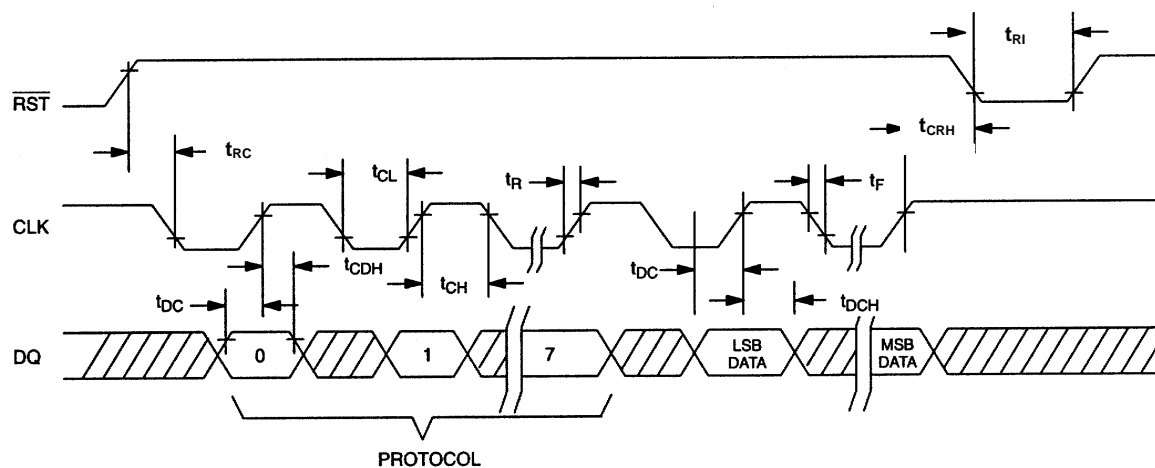 tRI
RST
tCRH
tRC
tCL
tR
tF
CLK
tCDH
tCH
tDC
tDCH
tDC
DQ
0
1
7
LSB
DATA
MSB
DATA
PROTOCOL